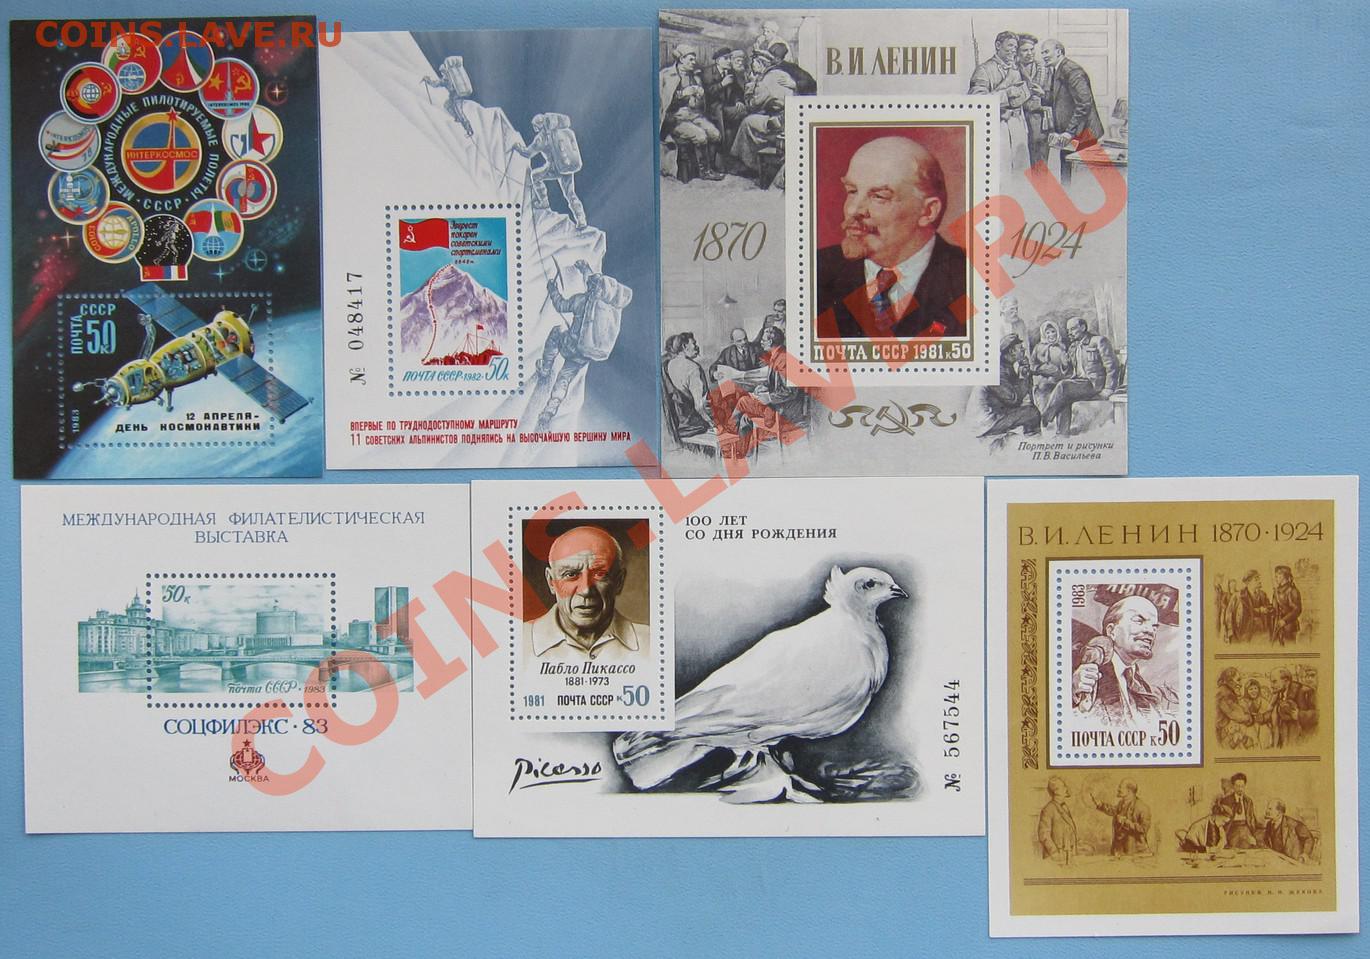 COINS.LAVE.RU
МЕЖДУНАРОДНЫЕ ПИЛОТИРУЕМЫЕ ПОЛЕТЫ
· СССР ·
ИНТЕРКОСМОС
ПОЧТА
СССР
50к
1983
12 АПРЕЛЯ-
ДЕНЬ КОСМОНАВТИКИ
№ 048417
Эверест
покорен
советскими
спортсменами
8848 м.
ПОЧТА СССР·1982· 50к
ВПЕРВЫЕ ПО ТРУДНОДОСТУПНОМУ МАРШРУТУ
11 СОВЕТСКИХ АЛЬПИНИСТОВ ПОДНЯЛИСЬ НА ВЫСОЧАЙШУЮ ВЕРШИНУ МИРА
В.И.ЛЕНИН
1870
1924
ПОЧТА СССР 1981 к50
Портрет и рисунки
П.В.Васильева
МЕЖДУНАРОДНАЯ ФИЛАТЕЛИСТИЧЕСКАЯ
ВЫСТАВКА
50к
почта СССР · 1983
СОЦФИЛЭКС·83
МОСКВА
100 ЛЕТ
СО ДНЯ РОЖДЕНИЯ
Пабло Пикассо
1881-1973
1981 ПОЧТА СССР к50
Picasso
№ 567544
В.И.ЛЕНИН 1870·1924
1983
ПОЧТА СССР к50
РИСУНКИ Н. Н. ЖУКОВА
COINS.LAVE.RU